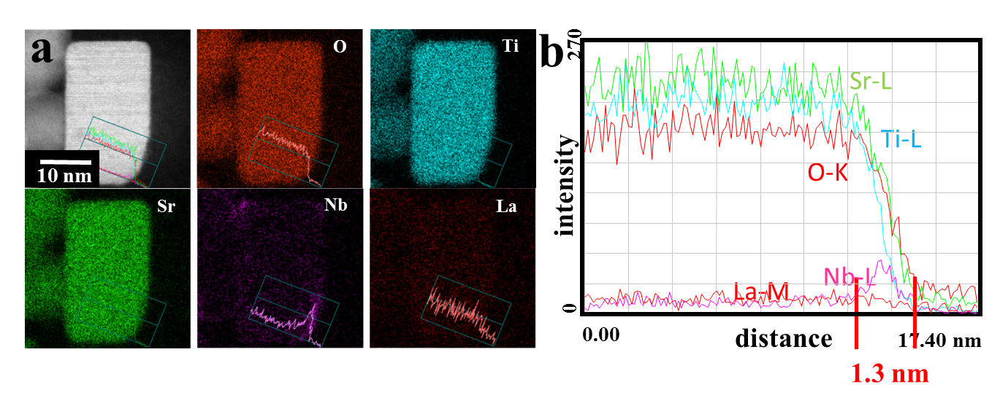 a
O
Ti
10 nm
Sr
Nb
La
b
270
Sr-L
Ti-L
O-K
intensity
Nb-L
La-M
0
0.00
distance
17.40 nm
1.3 nm